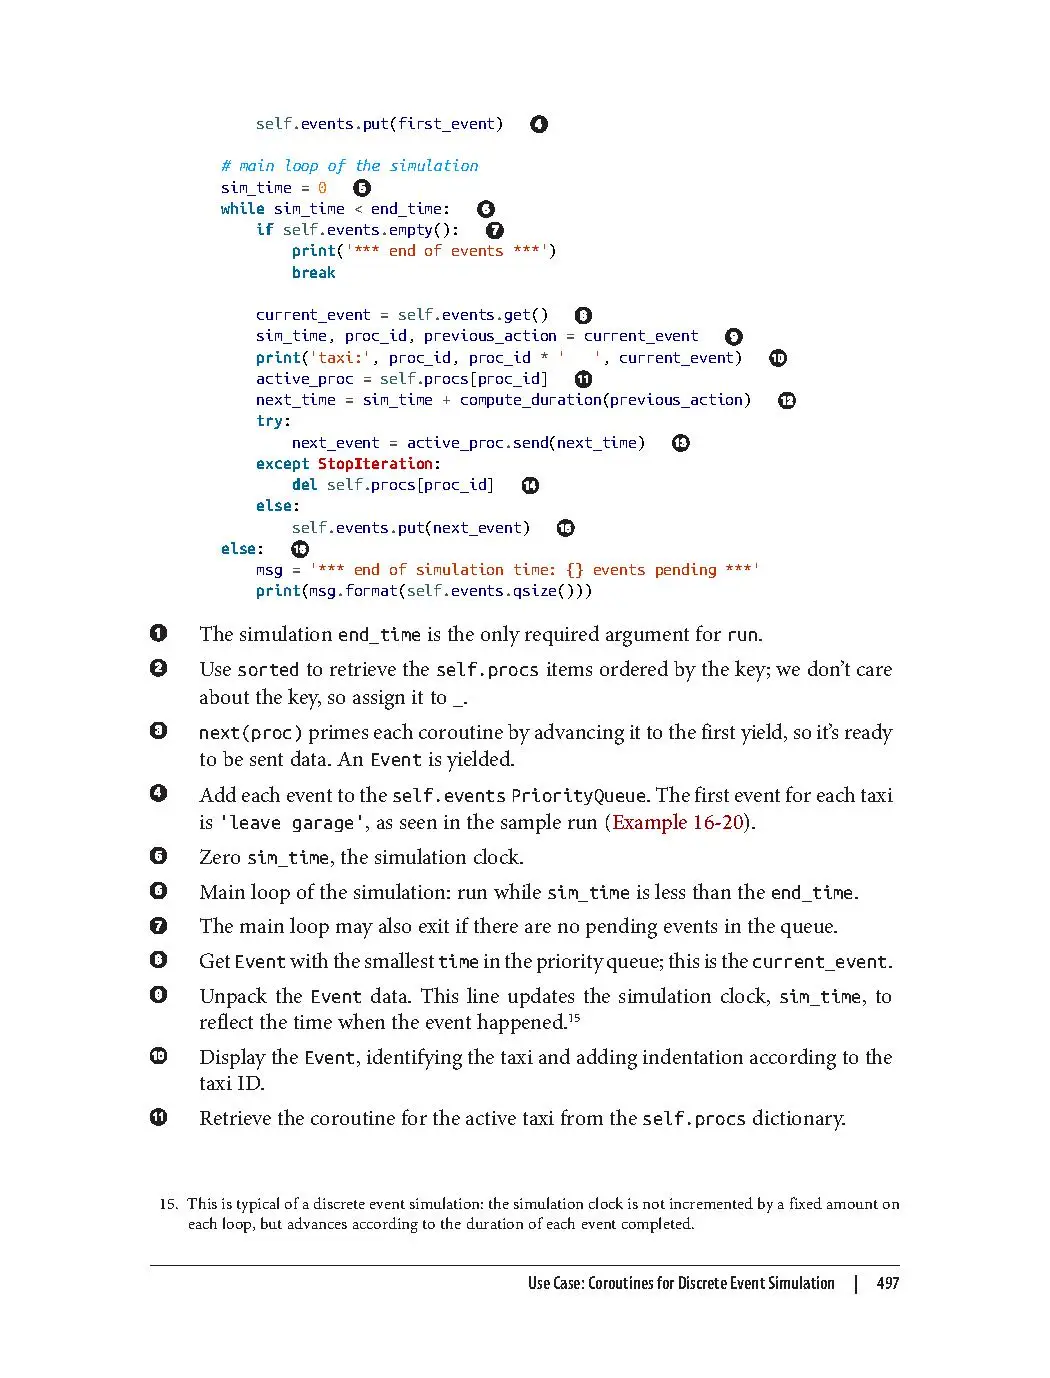 self.events.put(first_event) ❹
# main loop of the simulation
sim_time = 0 ❺
while sim_time < end_time: ❻
if self.events.empty(): ❼
print('*** end of events ***')
break
current_event = self.events.get() ❽
sim_time, proc_id, previous_action = current_event ❾
print('taxi:', proc_id, proc_id * '   ', current_event) ❿
active_proc = self.procs[proc_id] ⓫
next_time = sim_time + compute_duration(previous_action) ⓬
try:
next_event = active_proc.send(next_time) ⓭
except StopIteration:
del self.procs[proc_id] ⓮
else:
self.events.put(next_event) ⓯
else: ⓰
msg = '*** end of simulation time: {} events pending ***'
print(msg.format(self.events.qsize()))
❶ The simulation end_time is the only required argument for run.
❷ Use sorted to retrieve the self.procs items ordered by the key; we don’t care
about the key, so assign it to _.
❸ next(proc) primes each coroutine by advancing it to the first yield, so it’s ready
to be sent data. An Event is yielded.
❹ Add each event to the self.events PriorityQueue. The first event for each taxi
is 'leave garage', as seen in the sample run (Example 16-20).
❺ Zero sim_time, the simulation clock.
❻ Main loop of the simulation: run while sim_time is less than the end_time.
❼ The main loop may also exit if there are no pending events in the queue.
❽ Get Event with the smallest time in the priority queue; this is the current_event.
❾ Unpack the Event data. This line updates the simulation clock, sim_time, to
reflect the time when the event happened.15
❿ Display the Event, identifying the taxi and adding indentation according to the
taxi ID.
⓫ Retrieve the coroutine for the active taxi from the self.procs dictionary.
15. This is typical of a discrete event simulation: the simulation clock is not incremented by a fixed amount on
each loop, but advances according to the duration of each event completed.
Use Case: Coroutines for Discrete Event Simulation | 497